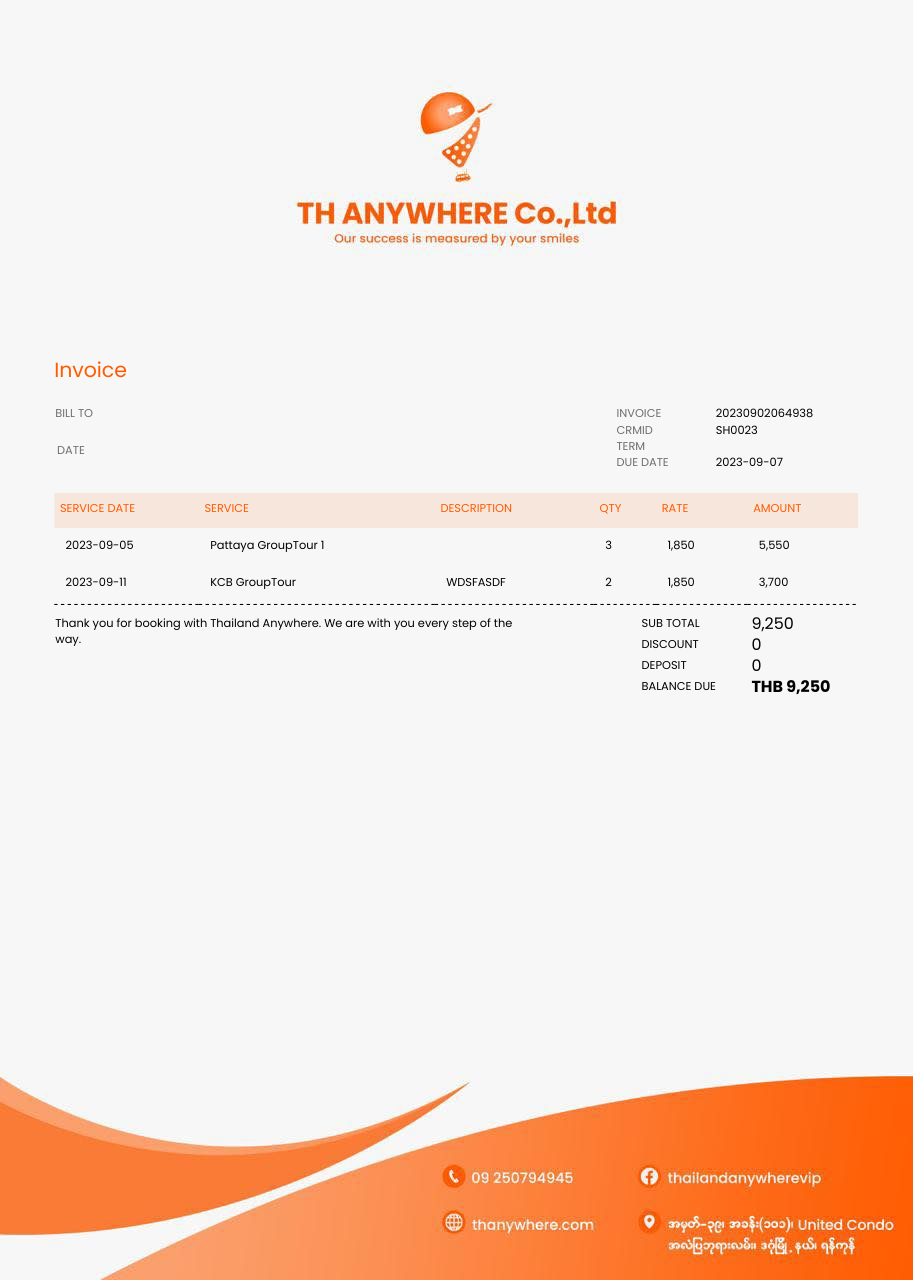 TH ANYWHERE Co.,Ltd
Our success is measured by your smiles
Invoice
BILL TO
DATE
INVOICE 20230902064938
CRMID SH0023
TERM
DUE DATE 2023-09-07
SERVICE DATE SERVICE DESCRIPTION QTY RATE AMOUNT
2023-09-05 Pattaya GroupTour 1 3 1,850 5,550
2023-09-11 KCB GroupTour WDSFASDF 2 1,850 3,700
Thank you for booking with Thailand Anywhere. We are with you every step of the
way.
SUB TOTAL 9,250
DISCOUNT 0
DEPOSIT 0
BALANCE DUE THB 9,250
09 250794945
thailandanywherevip
thanywhere.com
အမှတ်-၃၉၊ အခန်း(၁၀၁)၊ United Condo
အလံပြဘုရားလမ်း၊ ဒဂုံမြို့နယ်၊ ရန်ကုန်